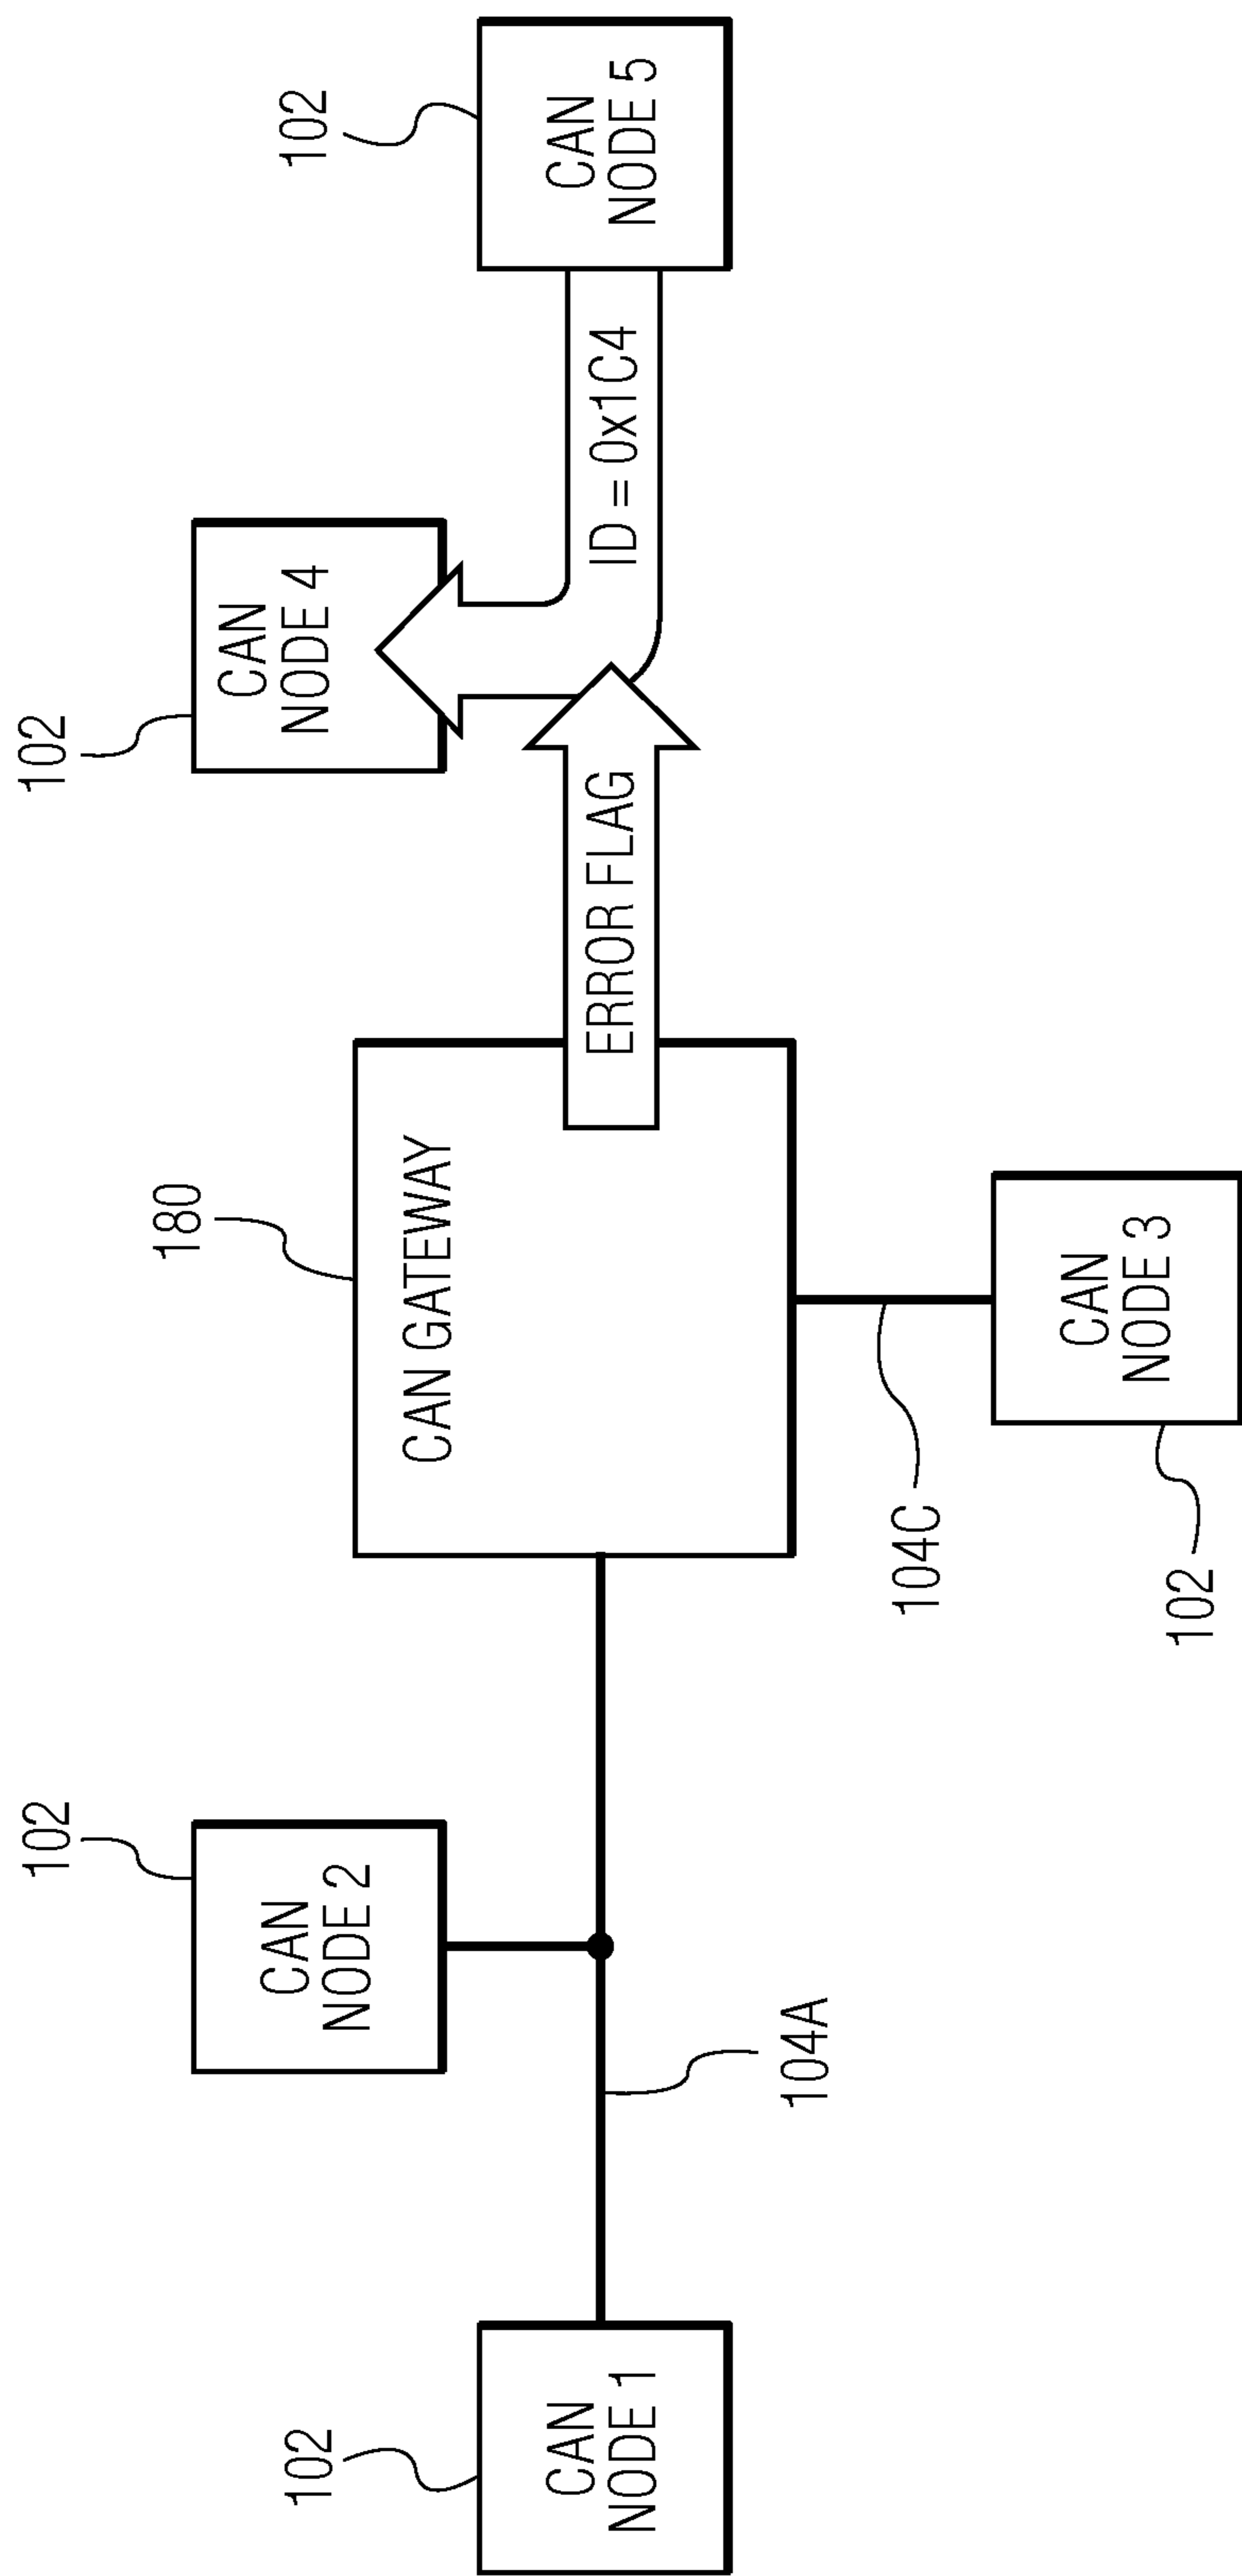 102
CAN
NODE 1
102
CAN
NODE 2
104A
180
CAN GATEWAY
104C
CAN
NODE 3
102
ERROR FLAG
102
CAN
NODE 4
ID = 0x1C4
102
CAN
NODE 5